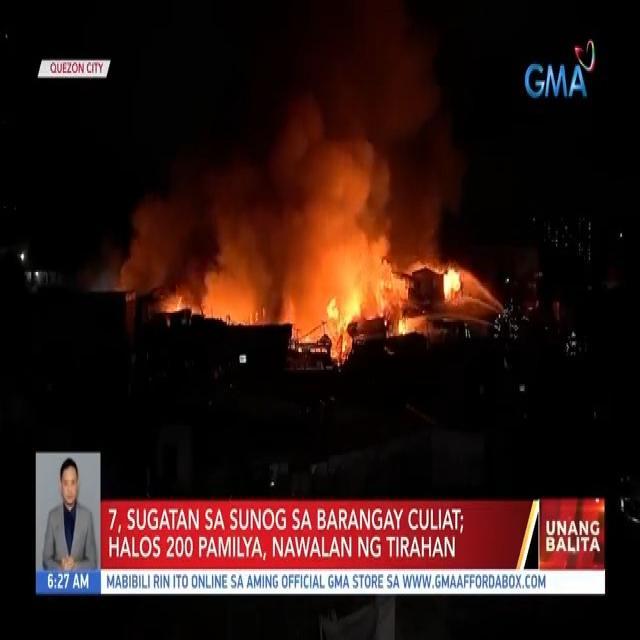 QUEZON CITY
GMA
7, SUGATAN SA SUNOG SA BARANGAY CULIAT;
HALOS 200 PAMILYA, NAWALAN NG TIRAHAN
UNANG
BALITA
6:27 AM
MABIBILI RIN ITO ONLINE SA AMING OFFICIAL GMA STORE SA WWW.GMAAFFORDABOX.COM